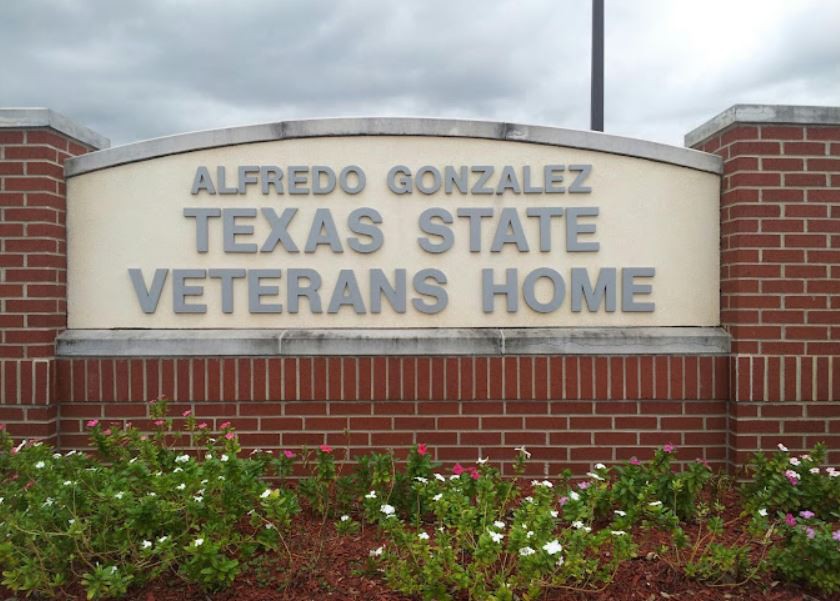 ALFREDO GONZALEZ
TEXAS STATE
VETERANS HOME